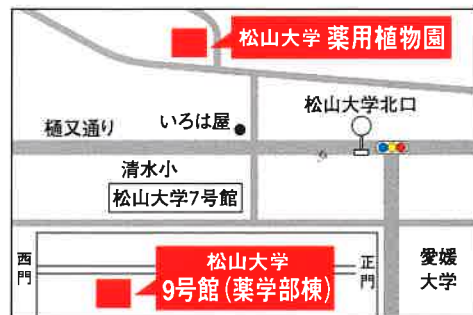 松山大学 薬用植物園
松山大学北口
いろは屋
樋又通り
清水小
松山大学7号館
西門
松山大学
9号館(薬学部棟)
正門
愛媛
大学